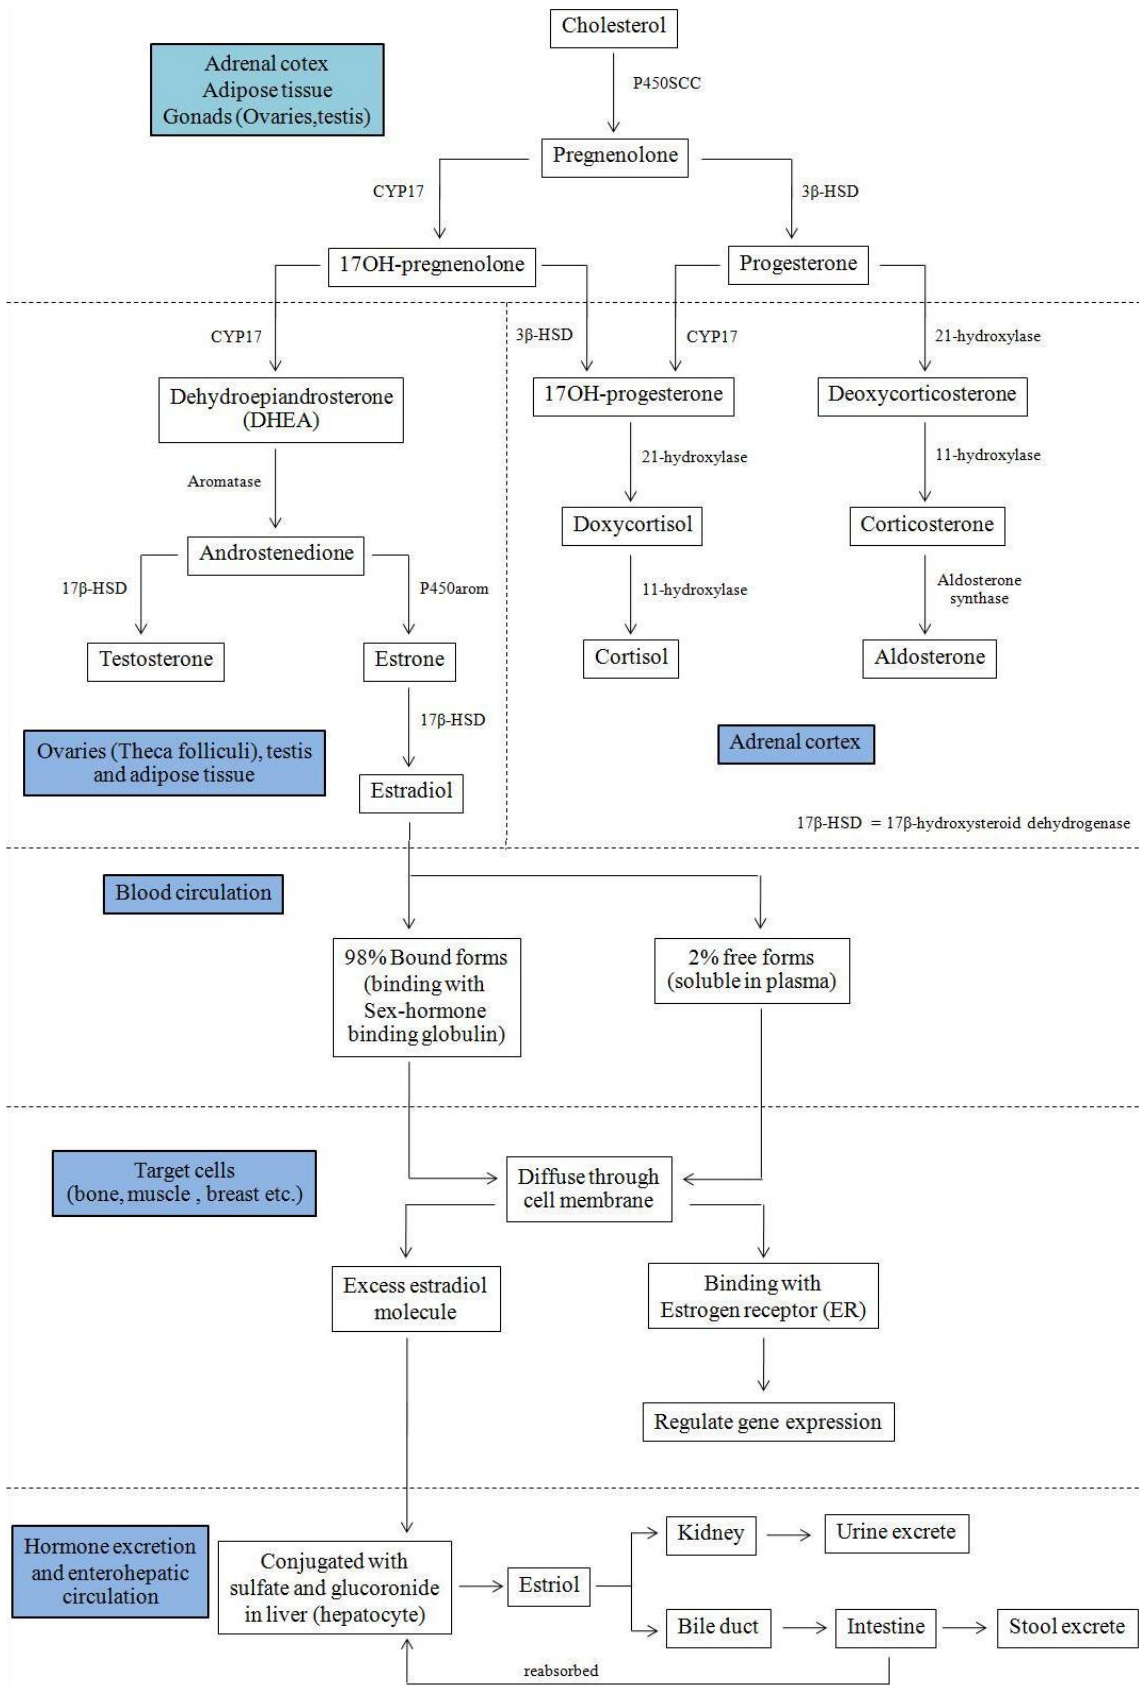 Cholesterol
Adrenal cotex
Adipose tissue
Gonads (Ovaries,testis)
P450SCC
Pregnenolone
CYP17
3β-HSD
17OH-pregnenolone
Progesterone
CYP17
3β-HSD
CYP17
21-hydroxylase
Dehydroepiandrosterone
(DHEA)
17OH-progesterone
Deoxycorticosterone
Aromatase
21-hydroxylase
11-hydroxylase
Androstenedione
Doxycortisol
Corticosterone
17β-HSD
P450arom
11-hydroxylase
Aldosterone
synthase
Testosterone
Estrone
Cortisol
Aldosterone
17β-HSD
Ovaries (Theca folliculi), testis
and adipose tissue
Adrenal cortex
Estradiol
17β-HSD = 17β-hydroxysteroid dehydrogenase
Blood circulation
98% Bound forms
(binding with
Sex-hormone
binding globulin)
2% free forms
(soluble in plasma)
Target cells
(bone, muscle , breast etc.)
Diffuse through
cell membrane
Excess estradiol
molecule
Binding with
Estrogen receptor (ER)
Regulate gene expression
Hormone excretion
and enterohepatic
circulation
Conjugated with
sulfate and glucoronide
in liver (hepatocyte)
Estriol
Kidney
Urine excrete
Bile duct
Intestine
Stool excrete
reabsorbed